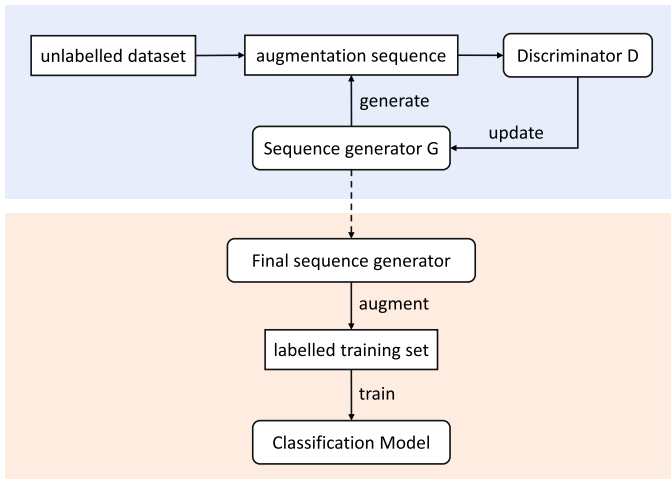 unlabelled dataset
augmentation sequence
Discriminator D
generate
update
Sequence generator G
Final sequence generator
augment
labelled training set
train
Classification Model